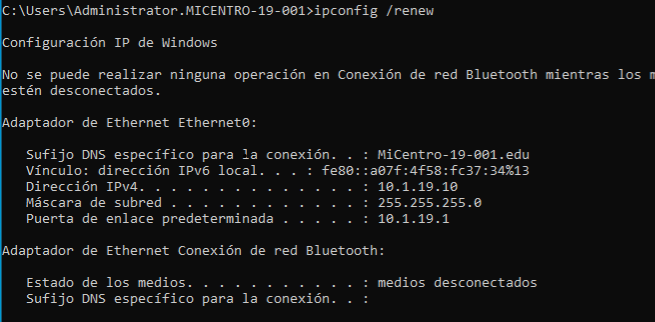 C:\Users\Administrator.MICENTRO-19-001>ipconfig /renew
Configuración IP de Windows
No se puede realizar ninguna operación en Conexión de red Bluetooth mientras los
estén desconectados.
Adaptador de Ethernet Ethernet0:
Sufijo DNS específico para la conexión. . : MiCentro-19-001.edu
Vínculo: dirección IPv6 local. . . : fe80::a07f:4f58:fc37:34%13
Dirección IPv4. . . . . . . . . . . . . . : 10.1.19.10
Máscara de subred . . . . . . . . . . . . : 255.255.255.0
Puerta de enlace predeterminada . . . . . : 10.1.19.1
Adaptador de Ethernet Conexión de red Bluetooth:
Estado de los medios. . . . . . . . . . . : medios desconectados
Sufijo DNS específico para la conexión. . :